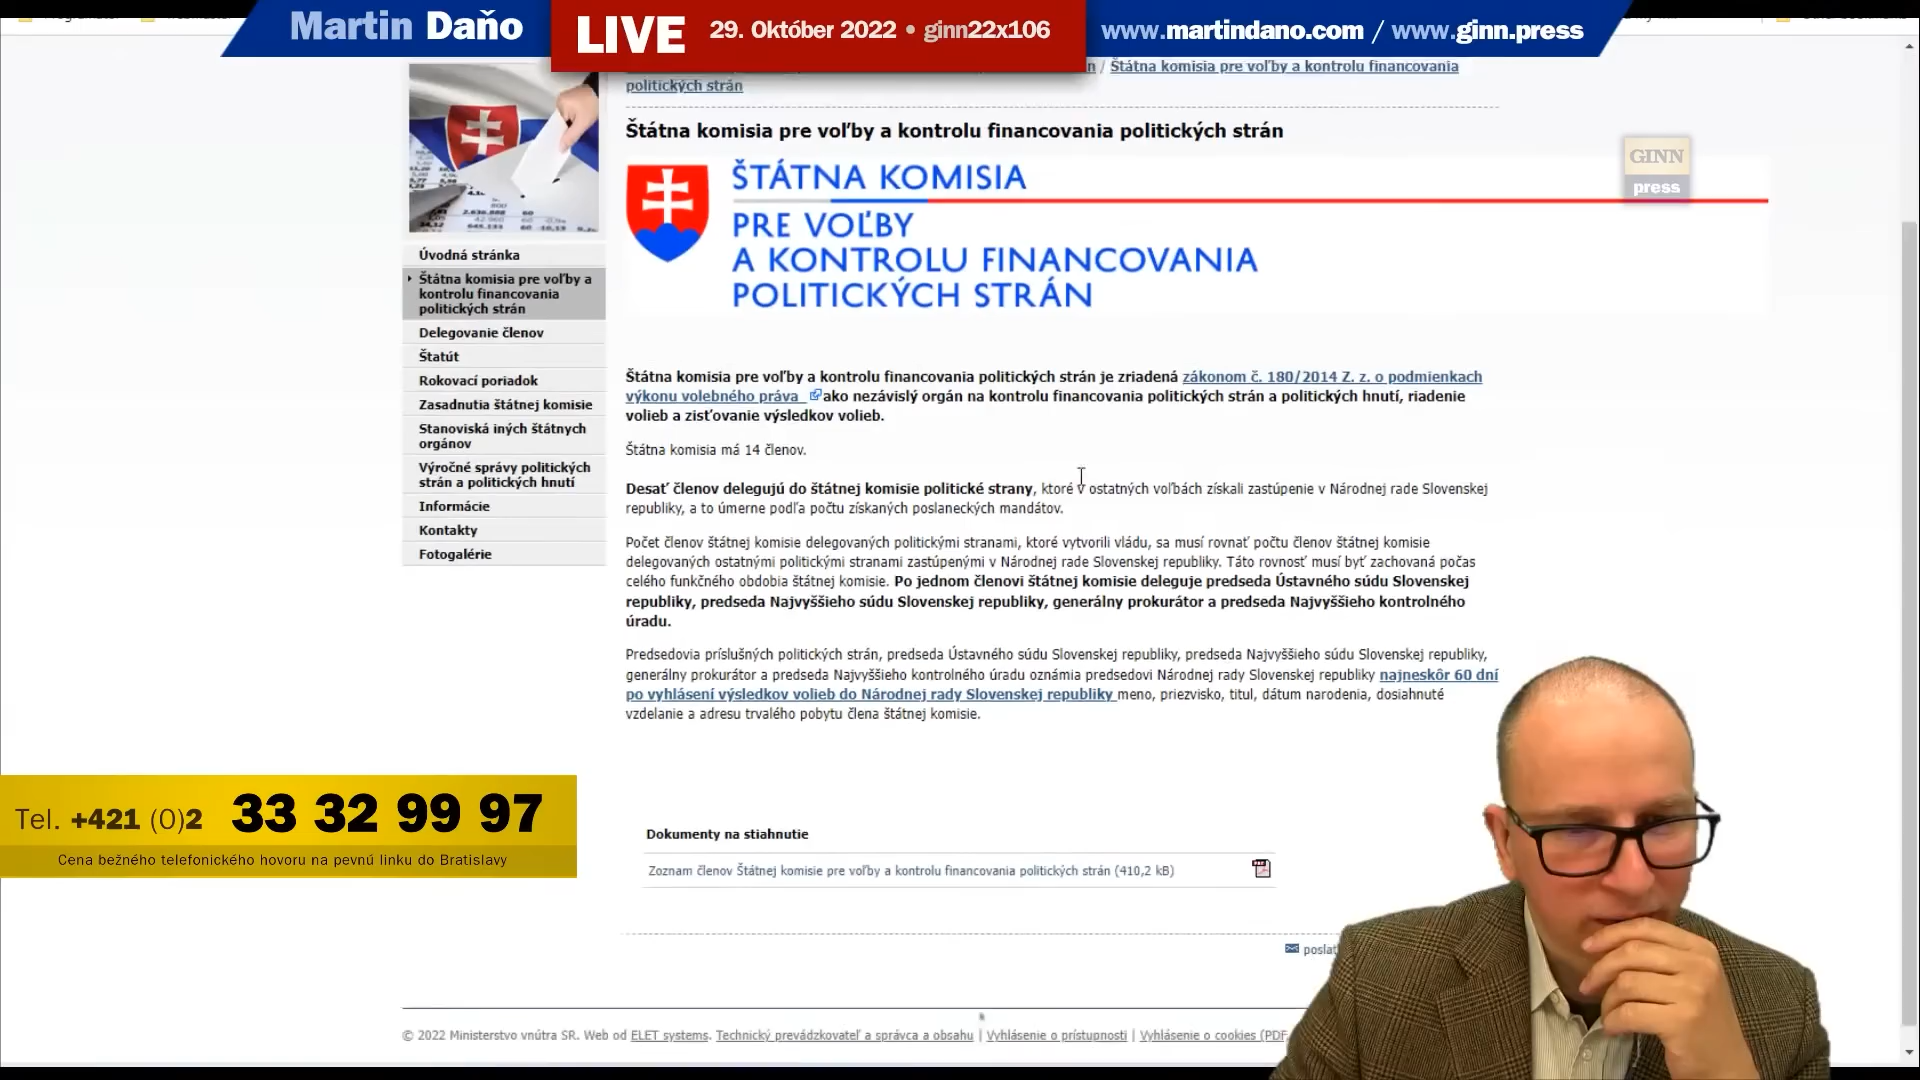 Martin Daňo
LIVE
29. Október 2022 • ginn22x106
www.martindano.com / www.ginn.press
/ Štátna komisia pre voľby a kontrolu financovania
politických strán
Štátna komisia pre voľby a kontrolu financovania politických strán
GINN
press
ŠTÁTNA KOMISIA
PRE VOĽBY
A KONTROLU FINANCOVANIA
POLITICKÝCH STRÁN
Úvodná stránka
Štátna komisia pre voľby a
kontrolu financovania
politických strán
Delegovanie členov
Štatút
Rokovací poriadok
Zasadnutia štátnej komisie
Stanoviská iných štátnych
orgánov
Výročné správy politických
strán a politických hnutí
Informácie
Kontakty
Fotogalérie
Štátna komisia pre voľby a kontrolu financovania politických strán je zriadená zákonom č. 180/2014 Z. z. o podmienkach
výkonu volebného práva ako nezávislý orgán na kontrolu financovania politických strán a politických hnutí, riadenie
volieb a zisťovanie výsledkov volieb.
Štátna komisia má 14 členov.
Desať členov delegujú do štátnej komisie politické strany, ktoré v ostatných voľbách získali zastúpenie v Národnej rade Slovenskej
republiky, a to úmerne podľa počtu získaných poslaneckých mandátov.
Počet členov štátnej komisie delegovaných politickými stranami, ktoré vytvorili vládu, sa musí rovnať počtu členov štátnej komisie
delegovaných ostatnými politickými stranami zastúpenými v Národnej rade Slovenskej republiky. Táto rovnosť musí byť zachovaná počas
celého funkčného obdobia štátnej komisie. Po jednom členovi štátnej komisie deleguje predseda Ústavného súdu Slovenskej
republiky, predseda Najvyššieho súdu Slovenskej republiky, generálny prokurátor a predseda Najvyššieho kontrolného
úradu.
Predsedovia príslušných politických strán, predseda Ústavného súdu Slovenskej republiky, predseda Najvyššieho súdu Slovenskej republiky,
generálny prokurátor a predseda Najvyššieho kontrolného úradu oznámia predsedovi Národnej rady Slovenskej republiky najneskôr 60 dní
po vyhlásení výsledkov volieb do Národnej rady Slovenskej republiky meno, priezvisko, titul, dátum narodenia, dosiahnuté
vzdelanie a adresu trvalého pobytu člena štátnej komisie.
Tel. +421 (0)2 33 32 99 97
Cena bežného telefonického hovoru na pevnú linku do Bratislavy
Dokumenty na stiahnutie
Zoznam členov Štátnej komisie pre voľby a kontrolu financovania politických strán (410,2 kB)
© 2022 Ministerstvo vnútra SR. Web od ELET systems. Technický prevádzkovateľ a správca a obsahu | Vyhlásenie o prístupnosti | Vyhlásenie o cookies (PDF